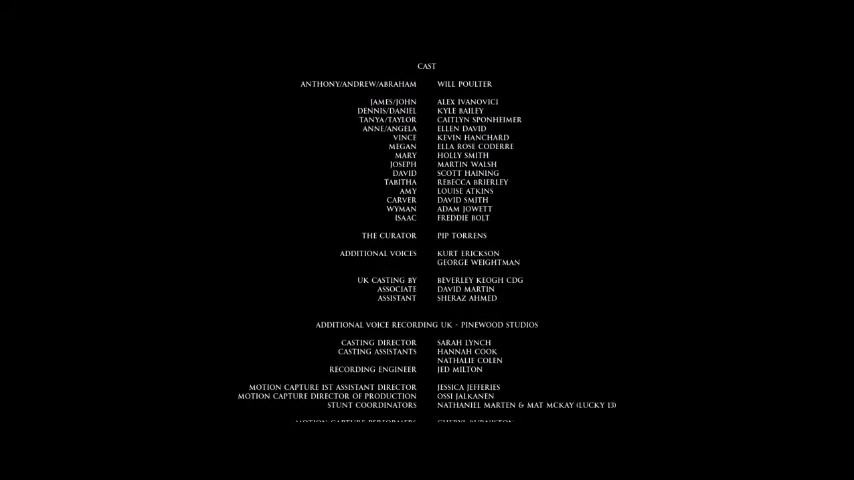 CAST
ANTHONY/ANDREW/ABRAHAM WILL POULTER
JAMES/JOHN ALEX IVANOVICI
DENNIS/DANIEL KYLE BAILEY
TANYA/TAYLOR CAITLYN SPONHEIMER
ANNE/ANGELA ELLEN DAVID
VINCE KEVIN HANCHARD
MEGAN ELLA ROSE CODERRE
MARY HOLLY SMITH
JOSEPH MARTIN WALSH
DAVID SCOTT HAINING
TABITHA REBECCA BRIERLEY
AMY LOUISE ATKINS
CARVER DAVID SMITH
WYMAN ADAM JOWETT
ISAAC FREDDIE BOLT
THE CURATOR PIP TORRENS
ADDITIONAL VOICES KURT ERICKSON
GEORGE WEIGHTMAN
UK CASTING BY BEVERLEY KEOGH CDG
ASSOCIATE DAVID MARTIN
ASSISTANT SHERAZ AHMED
ADDITIONAL VOICE RECORDING UK - PINEWOOD STUDIOS
CASTING DIRECTOR SARAH LYNCH
CASTING ASSISTANTS HANNAH COOK
NATHALIE COLEN
RECORDING ENGINEER JED MILTON
MOTION CAPTURE 1ST ASSISTANT DIRECTOR JESSICA JEFFERIES
MOTION CAPTURE DIRECTOR OF PRODUCTION OSSI JALKANEN
STUNT COORDINATORS NATHANIEL MARTEN & MAT MCKAY (LUCKY 13)
MOTION CAPTURE PERFORMERS